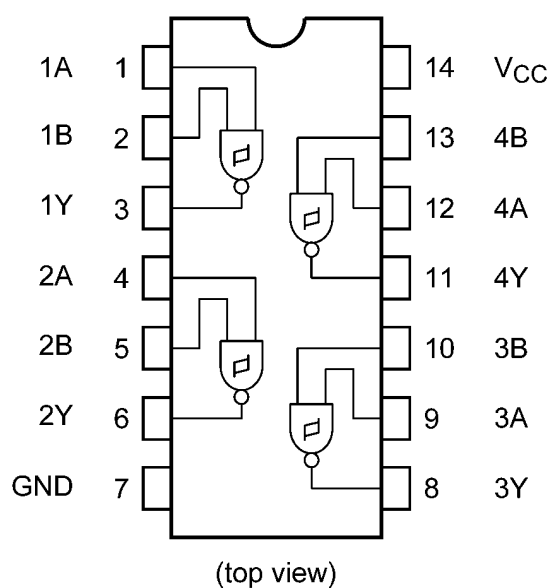 1A 1 14 VCC
1B 2 13 4B
1Y 3 12 4A
2A 4 11 4Y
2B 5 10 3B
2Y 6 9 3A
GND 7 8 3Y
(top view)